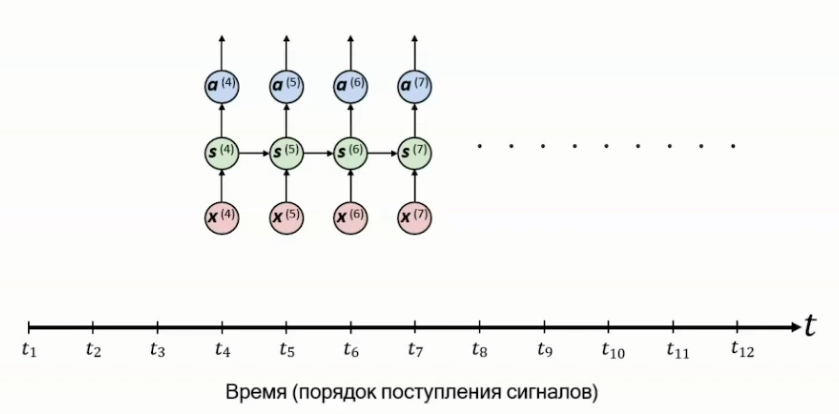 a(4) a(5) a(6) a(7)
s(4) s(5) s(6) s(7)
x(4) x(5) x(6) x(7)
t
t1 t2 t3 t4 t5 t6 t7 t8 t9 t10 t11 t12
Время (порядок поступления сигналов)